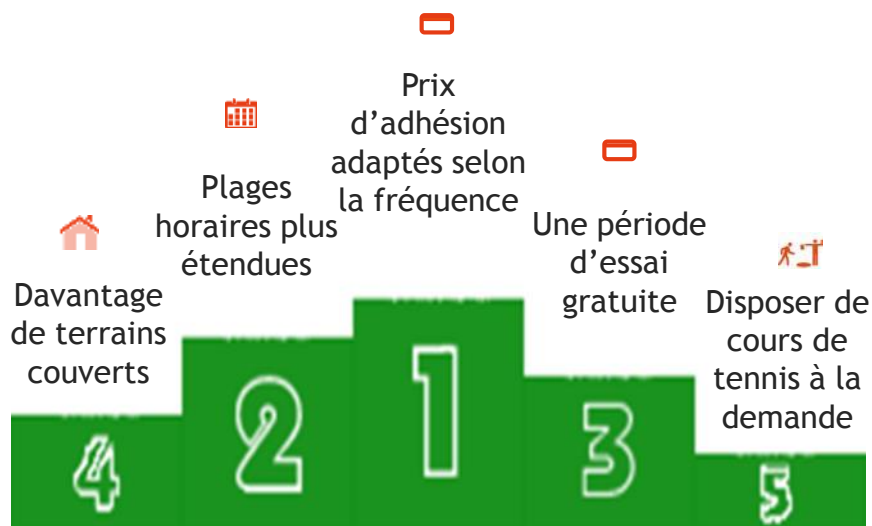 Prix
d’adhésion
adaptés selon
la fréquence
Plages
horaires plus
étendues
Une période
d’essai
gratuite
Davantage
de terrains
couverts
Disposer de
cours de
tennis à la
demande
4
2
1
3
5